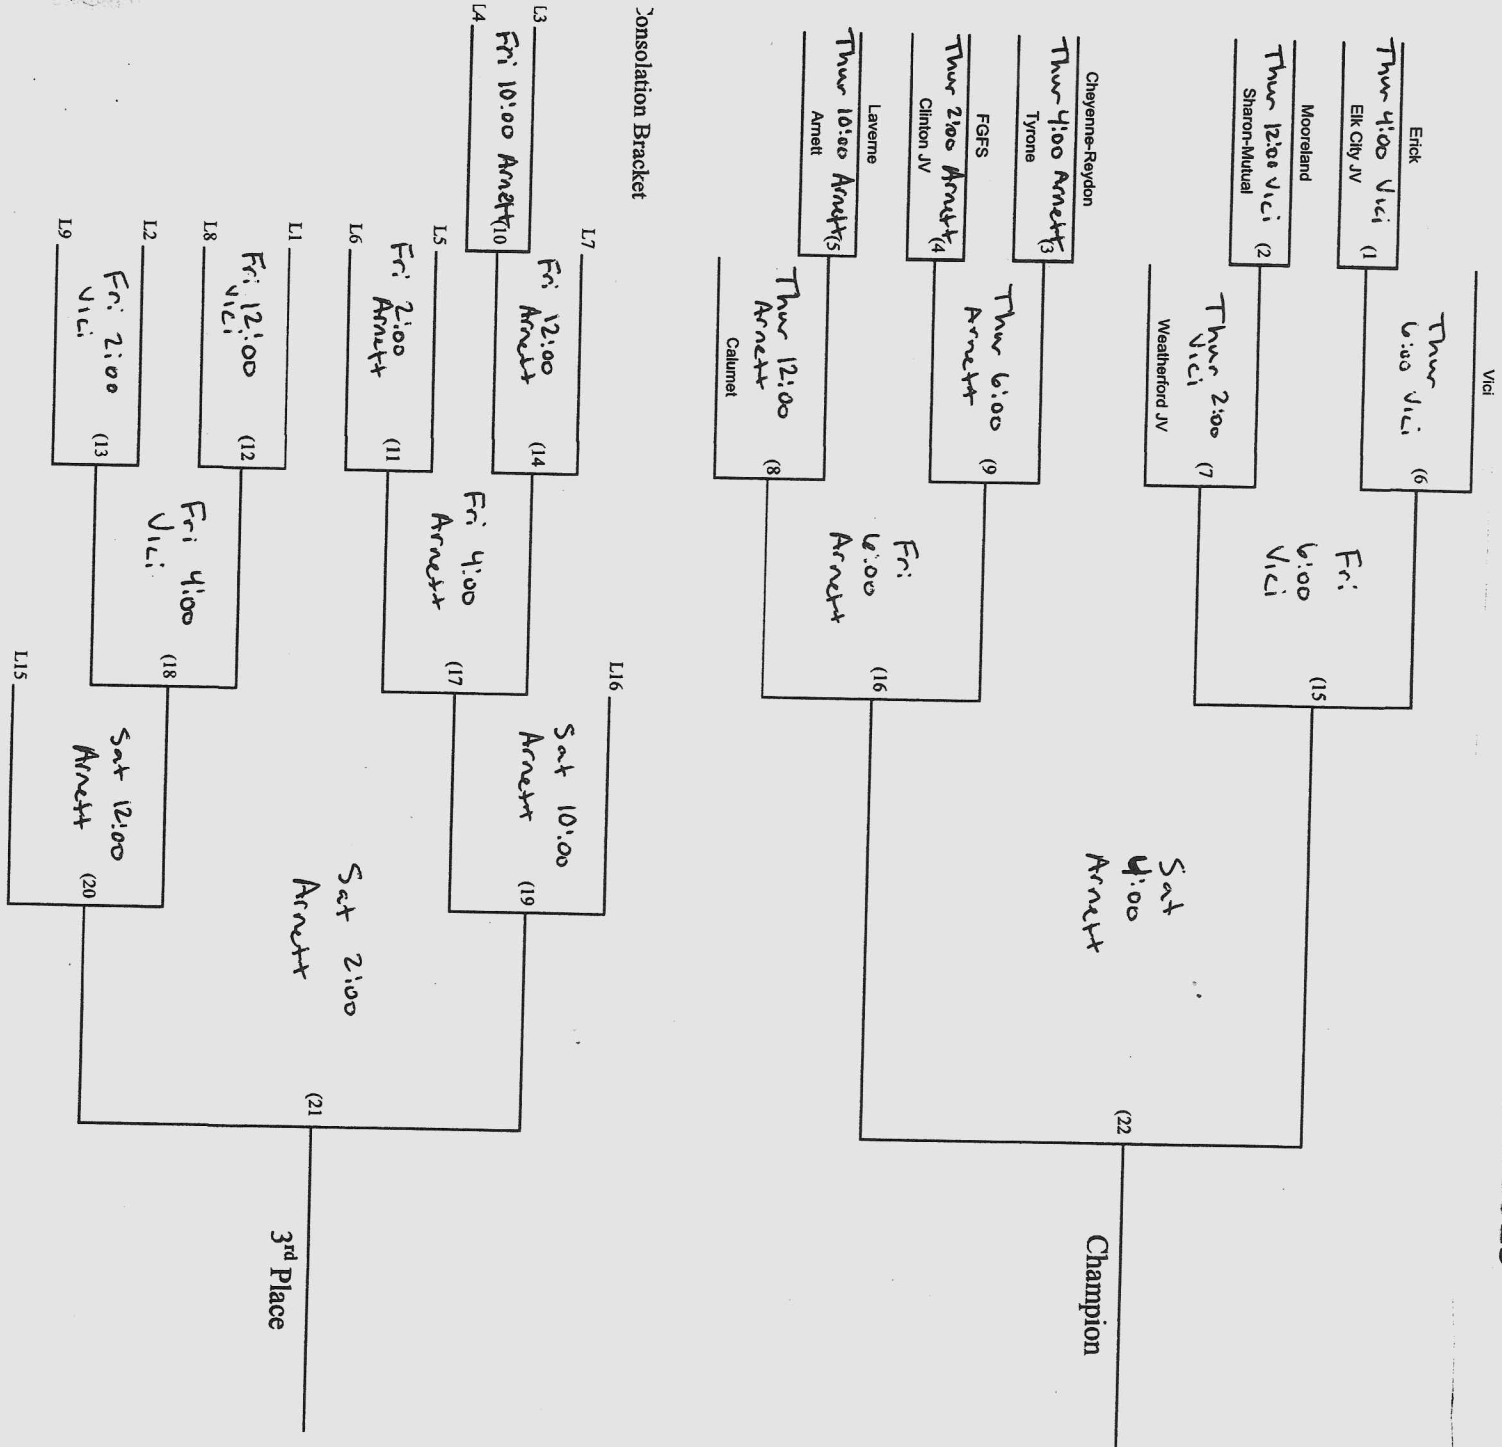 Vici
Erick
Thur 4:00 Vici (1
Elk City JV
Thur
6:00 Vici (6
Mooreland
Thur 12:00 Vici (2
Sharon-Mutual
Thur 2:00
Vici (7
Weatherford JV
Fri
6:00
Vici (15
Cheyenne-Reydon
Thur 4:00 Arnett (3
Tyrone
Thur 6:00
Arnett (9
FGFS
Thur 2:00 Arnett (4
Clinton JV
Laverne
Thur 10:00 Arnett (5
Arnett
Thur 12:00
Arnett (8
Calumet
Fri
6:00
Arnett (16
Sat
4:00
Arnett (22
Champion
Consolation Bracket
L16
L7
L3
Fri 10:00 Arnett (10
L4
Fri 12:00
Arnett (14
L5
Fri 2:00
Arnett (11
L6
Fri 4:00
Arnett (17
Sat 10:00
Arnett (19
L1
Fri 12:00
Vici (12
L8
L2
Fri 2:00
Vici (13
L9
Fri 4:00
Vici (18
L15
Sat 12:00
Arnett (20
Sat 2:00
Arnett (21
3rd Place